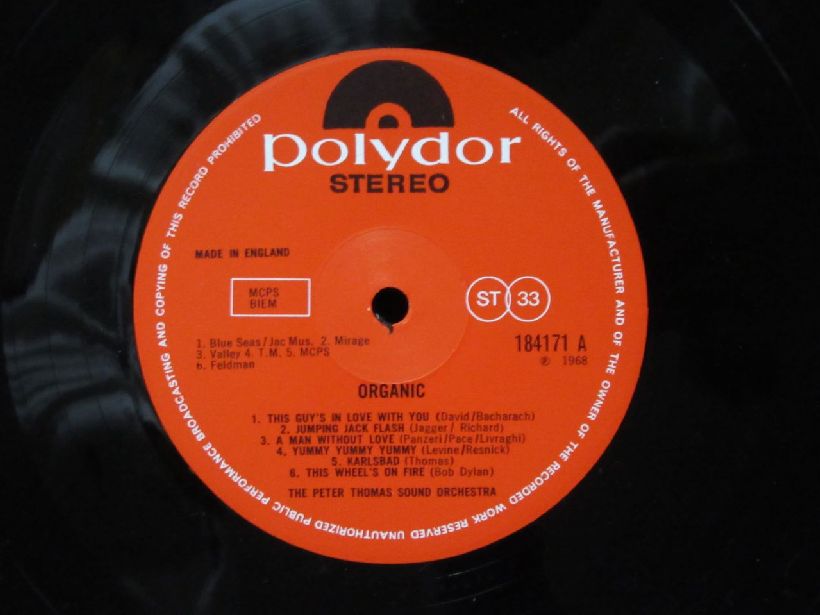 polydor
STEREO
ALL RIGHTS OF THE MANUFACTURER AND OF THE OWNER OF THE RECORDED WORK RESERVED UNAUTHORIZED PUBLIC PERFORMANCE BROADCASTING AND COPYING OF THIS RECORD PROHIBITED
MADE IN ENGLAND
MCPS
BIEM
ST 33
1. Blue Seas/Jac Mus. 2. Mirage
3. Valley 4. T.M. 5. MCPS
6. Feldman
184171 A
℗ 1968
ORGANIC
1. THIS GUY'S IN LOVE WITH YOU (David/Bacharach)
2. JUMPING JACK FLASH (Jagger/ Richard)
3. A MAN WITHOUT LOVE (Panzeri/Pace/Livraghi)
4. YUMMY YUMMY YUMMY (Levine/Resnick)
5. KARLSBAD (Thomas)
6. THIS WHEEL'S ON FIRE (Bob Dylan)
THE PETER THOMAS SOUND ORCHESTRA